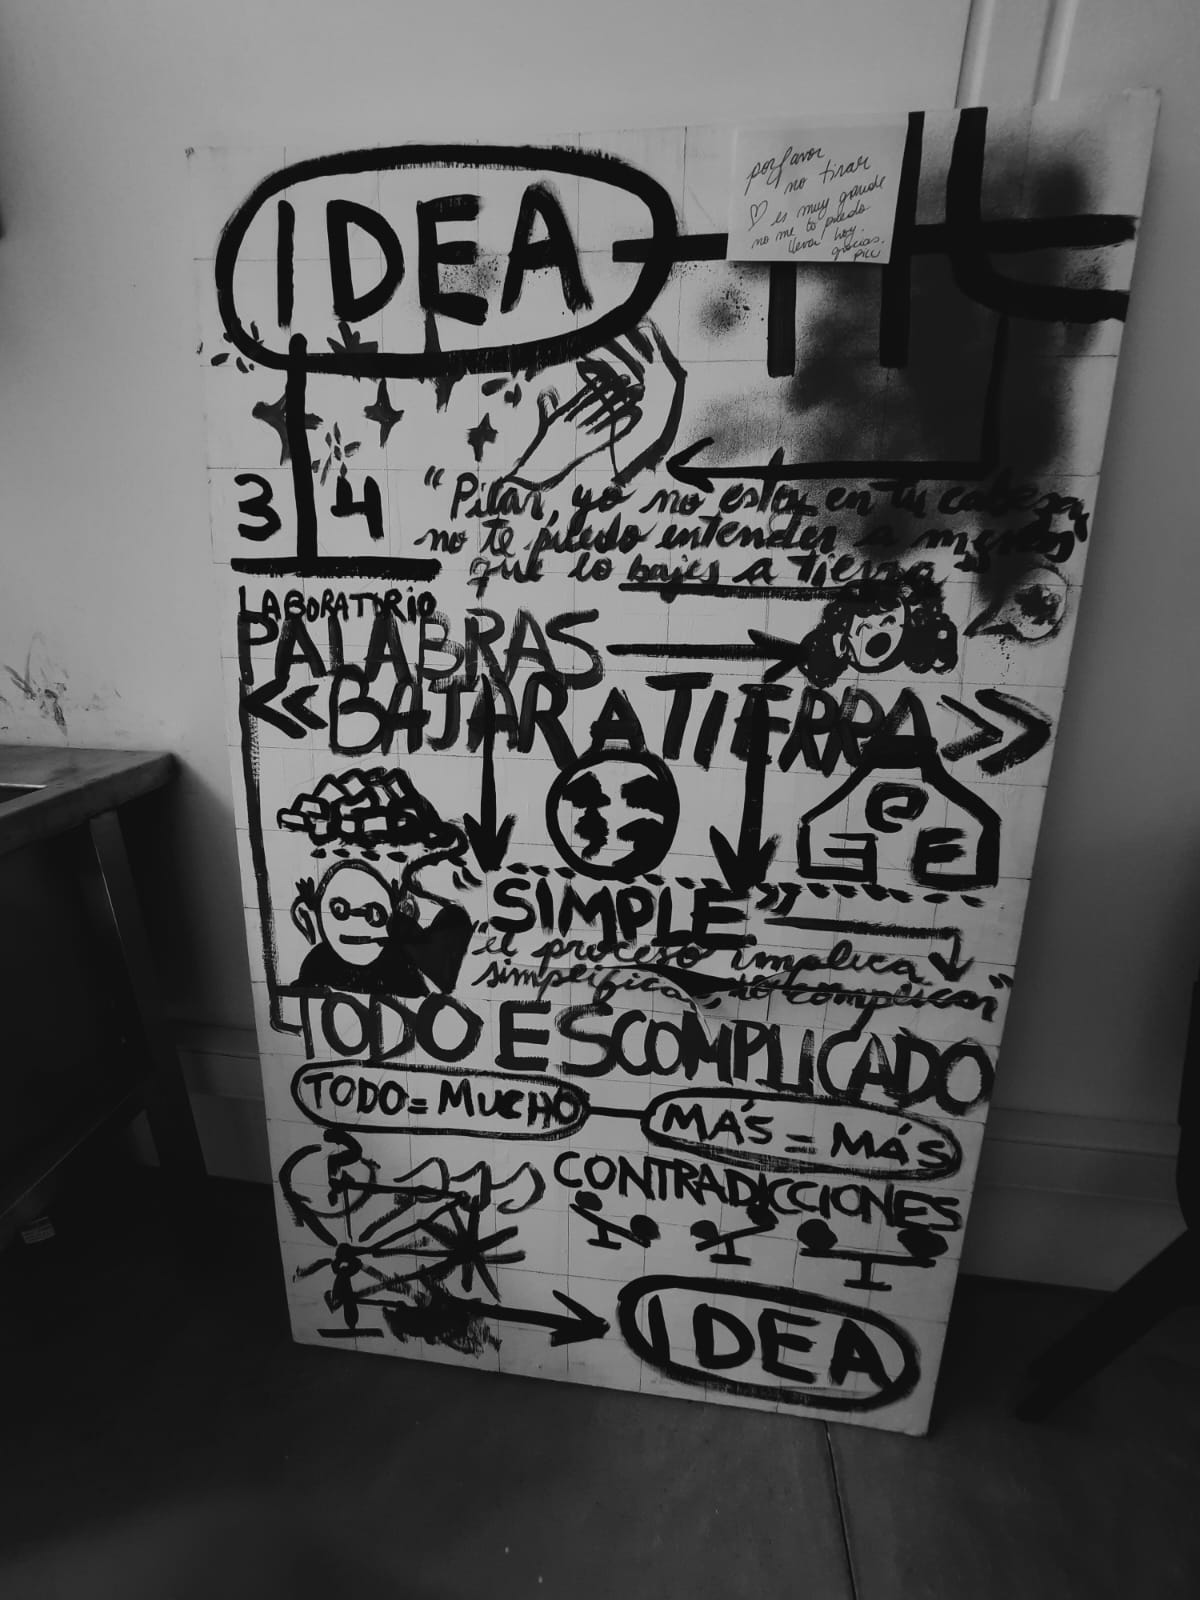 IDEA
por favor
no tirar
♡ es muy grande
no me lo puedo
llevar hoy.
gracias.
pili
3 4
"Pilar, yo no estoy en tu cabeza,
no te puedo entender a menos
que lo bajes a tierra"
LABORATORIO
PALABRAS
<<BAJAR A TIERRA>>
e
E E
"SIMPLE"
"el proceso implica
simplificar, no complicar"
TODO ES COMPLICADO
TODO = MUCHO
MÁS = MÁS
CONTRADICCIONES
IDEA